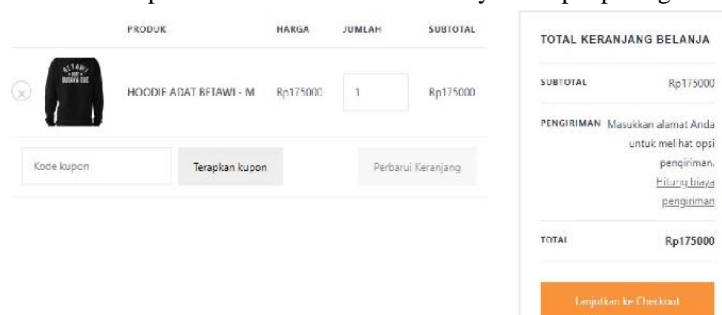 PRODUK HARGA JUMLAH SUBTOTAL
HOODIE ADAT BETAWI - M Rp175000 1 Rp175000
Kode kupon Terapkan kupon Perbarui Keranjang
TOTAL KERANJANG BELANJA
SUBTOTAL Rp175000
PENGIRIMAN Masukkan alamat Anda
untuk melihat opsi
pengiriman.
Hitung biaya
pengiriman
TOTAL Rp175000
Lanjutkan ke Checkout